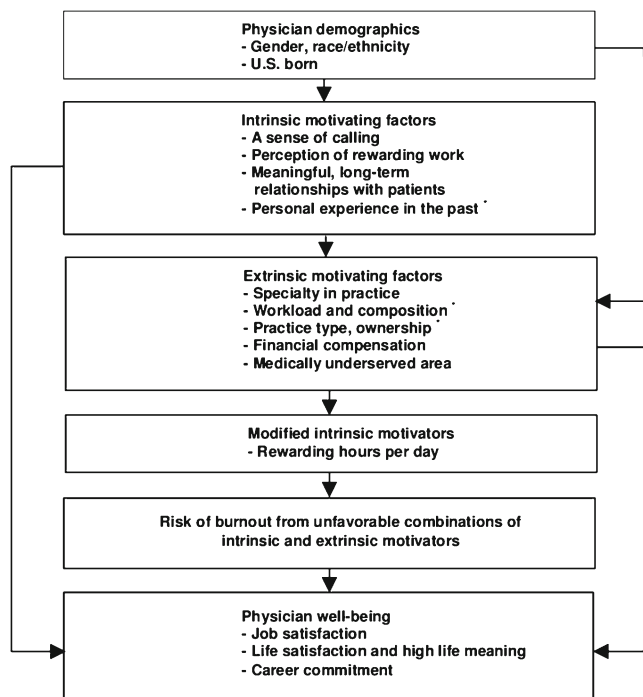 Physician demographics
- Gender, race/ethnicity
- U.S. born
Intrinsic motivating factors
- A sense of calling
- Perception of rewarding work
- Meaningful, long-term
relationships with patients
- Personal experience in the past *
Extrinsic motivating factors
- Specialty in practice
- Workload and composition *
- Practice type, ownership *
- Financial compensation
- Medically underserved area
Modified intrinsic motivators
- Rewarding hours per day
Risk of burnout from unfavorable combinations of
intrinsic and extrinsic motivators
Physician well-being
- Job satisfaction
- Life satisfaction and high life meaning
- Career commitment